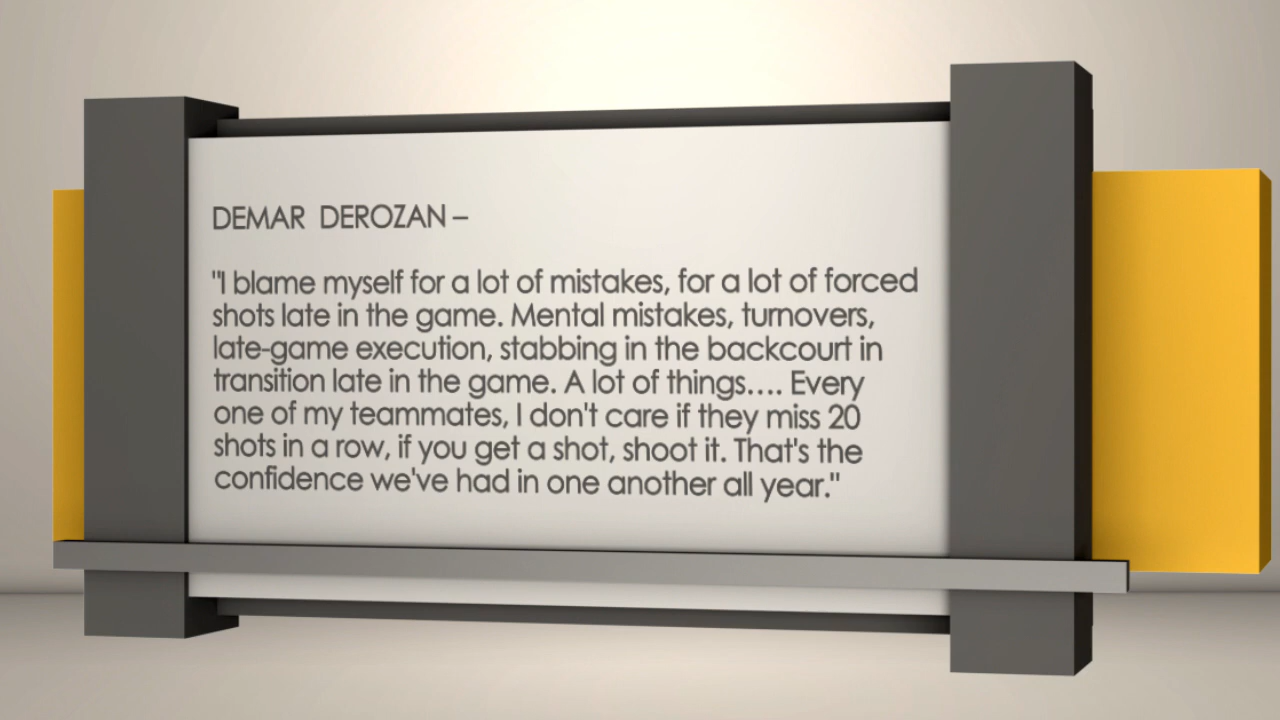 DEMAR DEROZAN –
"I blame myself for a lot of mistakes, for a lot of forced
shots late in the game. Mental mistakes, turnovers,
late-game execution, stabbing in the backcourt in
transition late in the game. A lot of things.... Every
one of my teammates, I don't care if they miss 20
shots in a row, if you get a shot, shoot it. That's the
confidence we've had in one another all year."